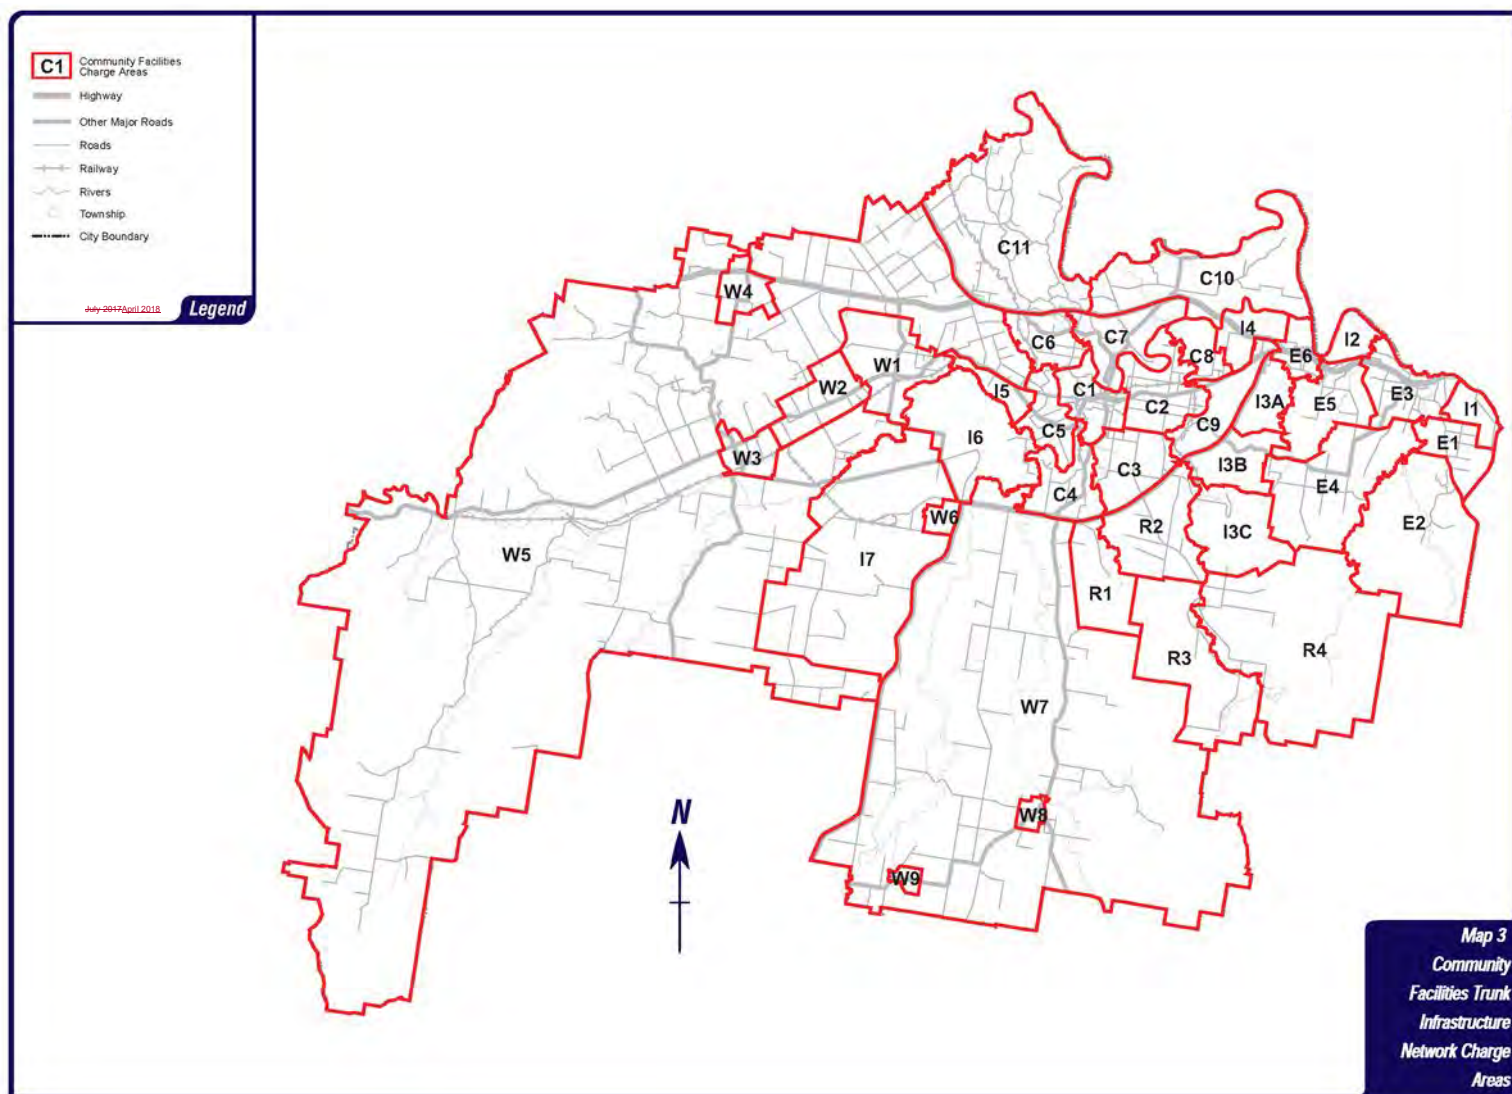 C1
Community Facilities
Charge Areas
Highway
Other Major Roads
Roads
Railway
Rivers
Township
City Boundary
July 2017April 2018
Legend
C11
C10
W4
I4
I2
C7
C6
C8
E6
W1
W2
I5
C1
C2
I3A
E5
E3
I1
C9
C5
I6
E1
W3
C3
I3B
E4
C4
W6
R2
I3C
E2
W5
I7
R1
R3
R4
W7
W8
W9
N
Map 3
Community
Facilities Trunk
Infrastructure
Network Charge
Areas